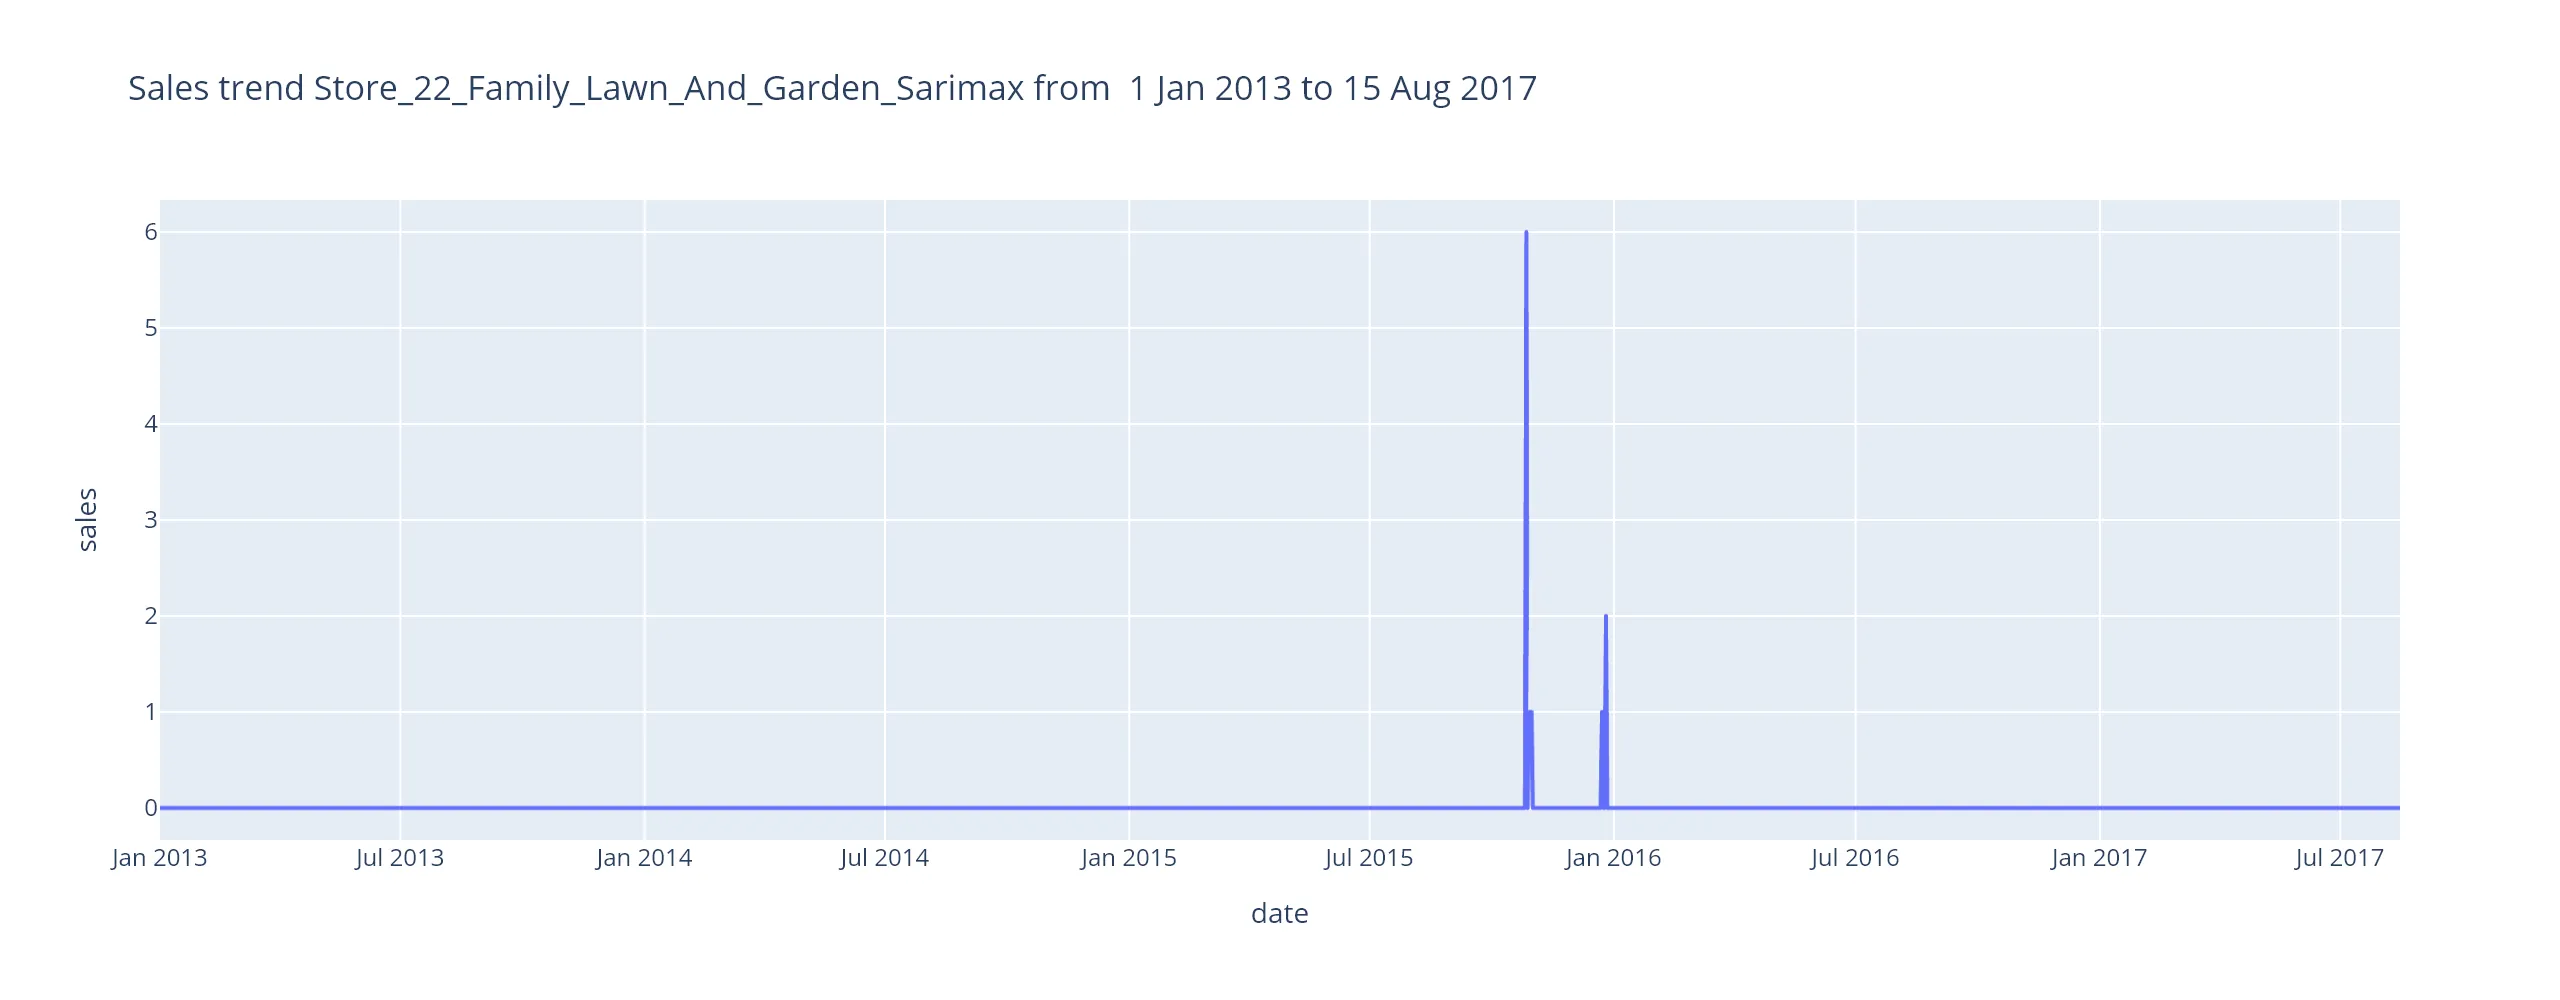 Sales trend Store_22_Family_Lawn_And_Garden_Sarimax from  1 Jan 2013 to 15 Aug 2017
6
5
4
3
2
1
0
sales
Jan 2013 Jul 2013 Jan 2014 Jul 2014 Jan 2015 Jul 2015 Jan 2016 Jul 2016 Jan 2017 Jul 2017
date